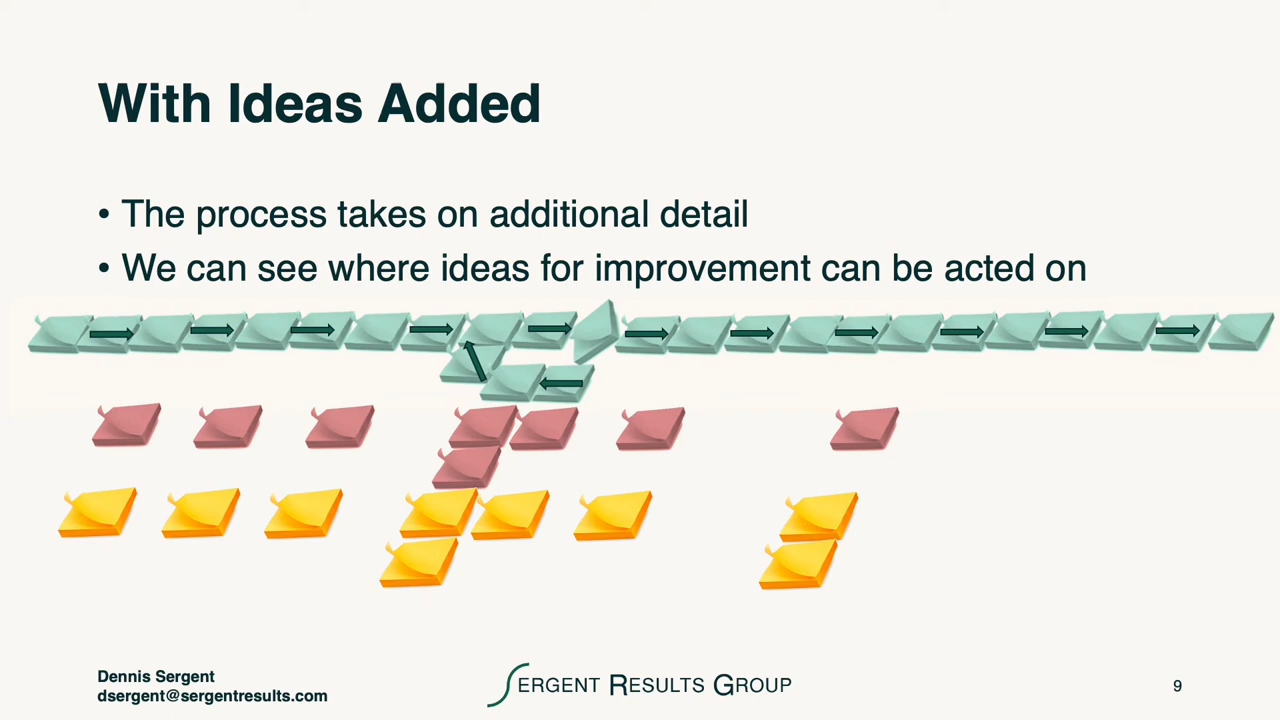 With Ideas Added
• The process takes on additional detail
• We can see where ideas for improvement can be acted on
Dennis Sergent
dsergent@sergentresults.com
SERGENT RESULTS GROUP
9